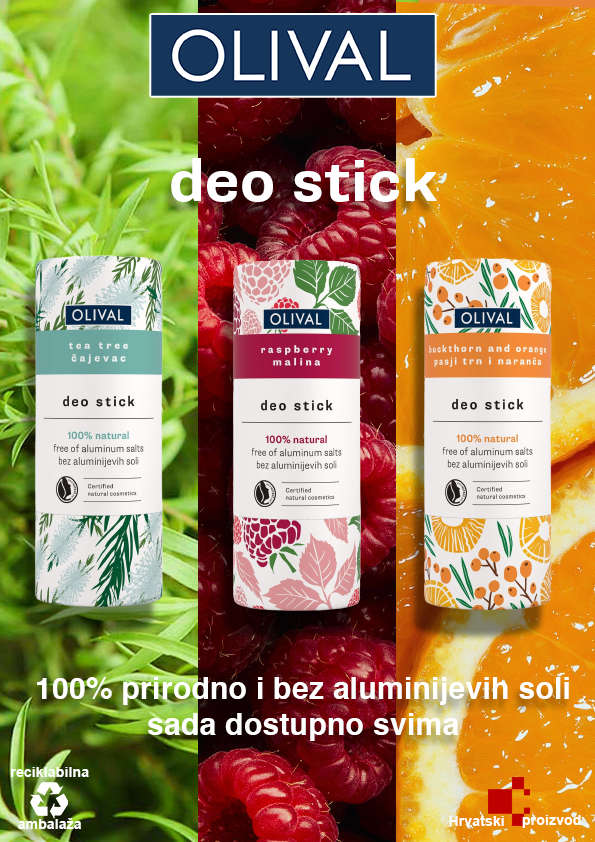 OLIVAL
deo stick
OLIVAL
tea tree
čajevac
deo stick
100% natural
free of aluminum salts
bez aluminijevih soli
Certified
natural cosmetics
OLIVAL
raspberry
malina
deo stick
100% natural
free of aluminum salts
bez aluminijevih soli
Certified
natural cosmetics
OLIVAL
buckthorn and orange
pasji trn i naranča
deo stick
100% natural
free of aluminum salts
bez aluminijevih soli
Certified
natural cosmetics
100% prirodno i bez aluminijevih soli
sada dostupno svima
reciklabilna
ambalaža
Hrvatski proizvod